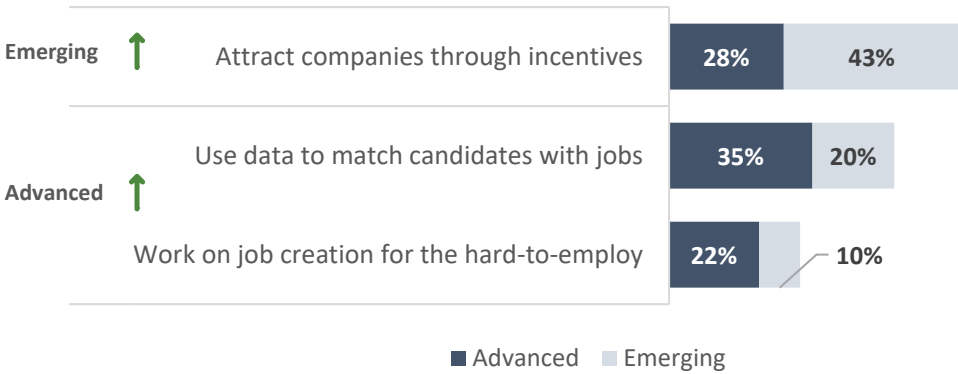 Emerging
Attract companies through incentives
28%
43%
Use data to match candidates with jobs
35%
20%
Advanced
Work on job creation for the hard-to-employ
22%
10%
Advanced
Emerging